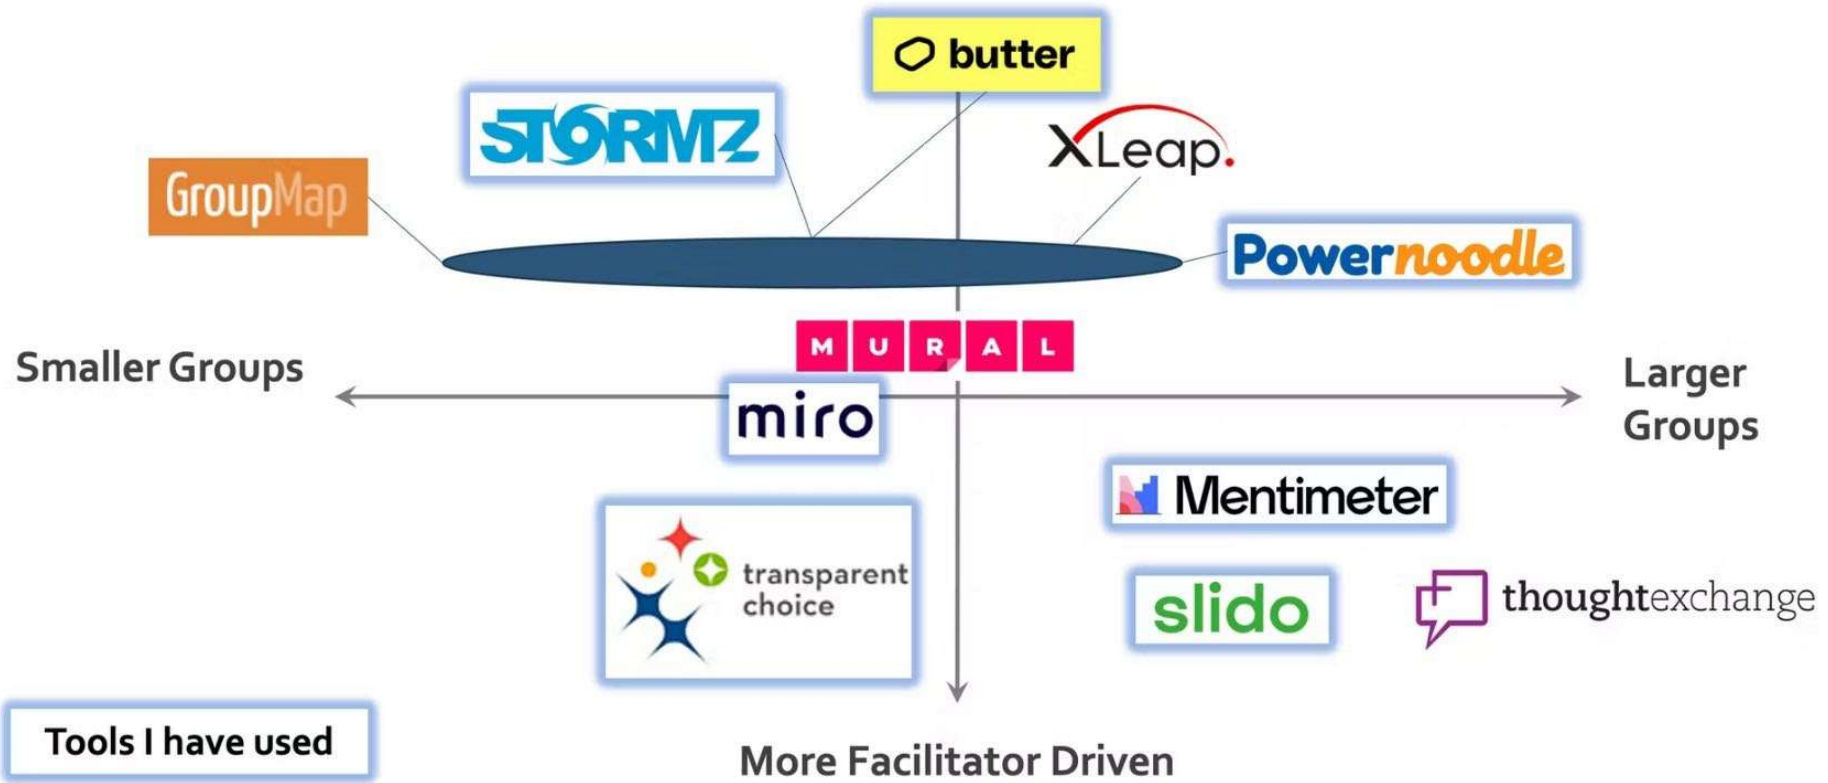 butter
STORMZ
XLeap.
GroupMap
Powernoodle
MURAL
Smaller Groups
Larger
Groups
miro
Mentimeter
transparent
choice
slido
thoughtexchange
Tools I have used
More Facilitator Driven